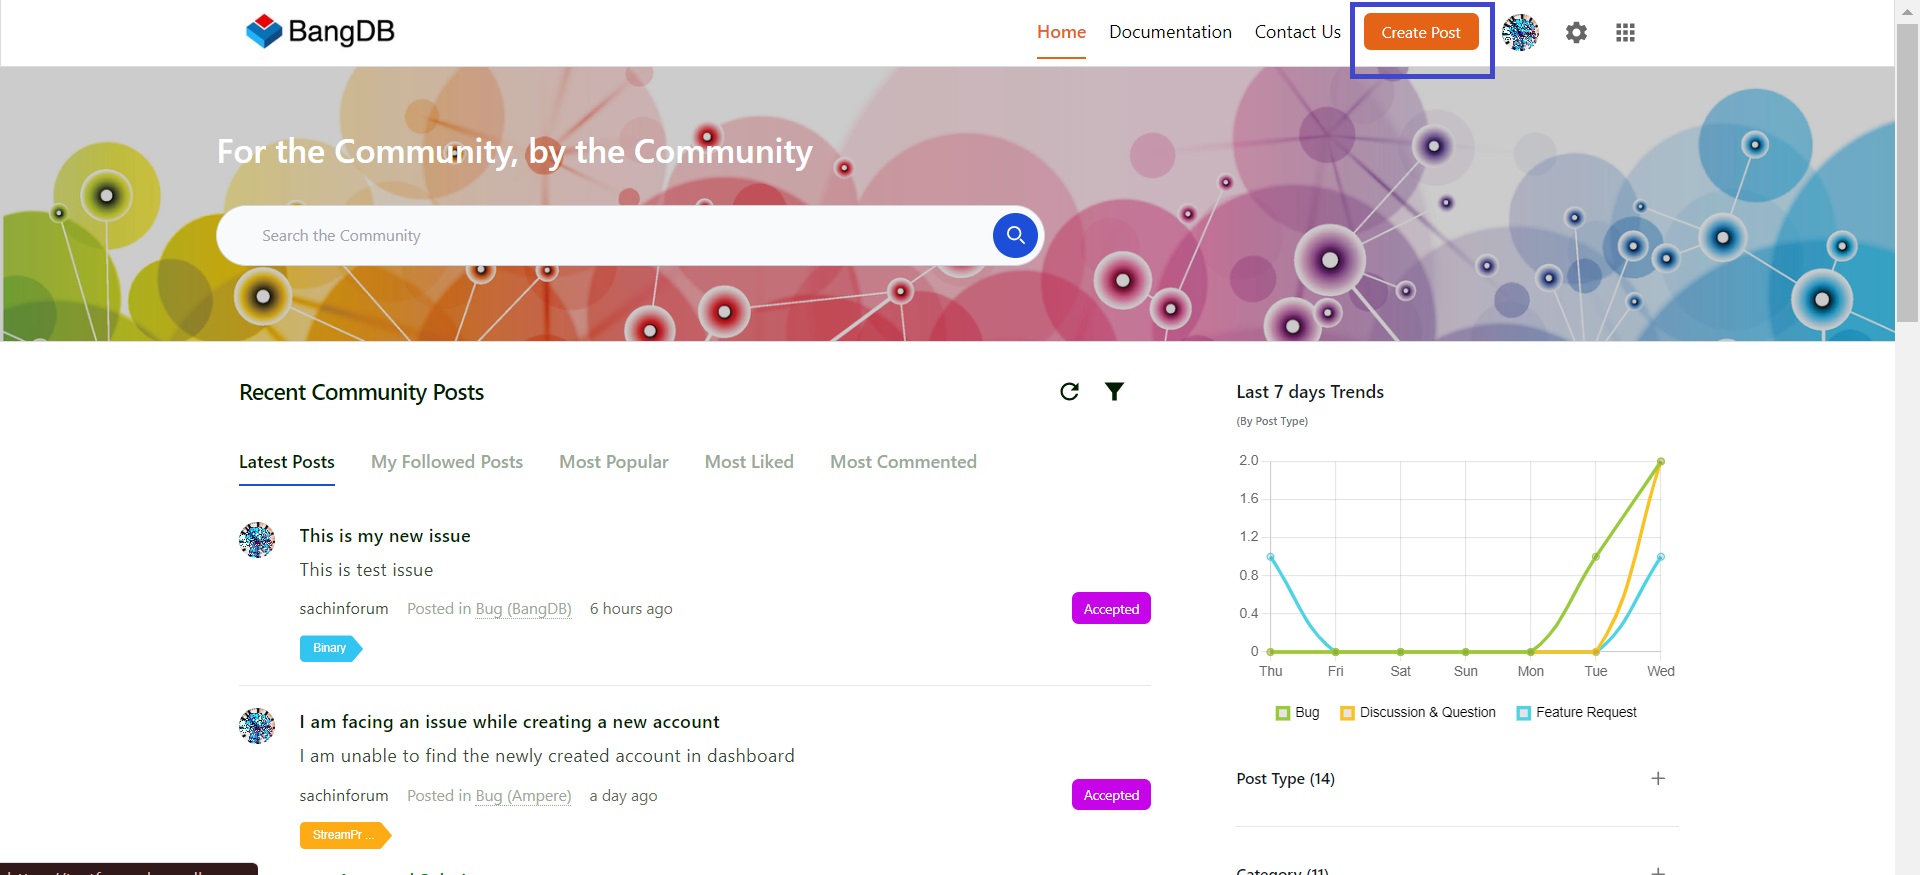 BangDB
Home Documentation Contact Us Create Post
For the Community, by the Community
Search the Community
Recent Community Posts
Latest Posts My Followed Posts Most Popular Most Liked Most Commented
This is my new issue
This is test issue
sachinforum Posted in Bug (BangDB) 6 hours ago
Accepted
Binary
I am facing an issue while creating a new account
I am unable to find the newly created account in dashboard
sachinforum Posted in Bug (Ampere) a day ago
Accepted
StreamPr ...
Last 7 days Trends
(By Post Type)
2.0
1.6
1.2
0.8
0.4
0
Thu Fri Sat Sun Mon Tue Wed
Bug Discussion & Question Feature Request
Post Type (14)
Category (11)